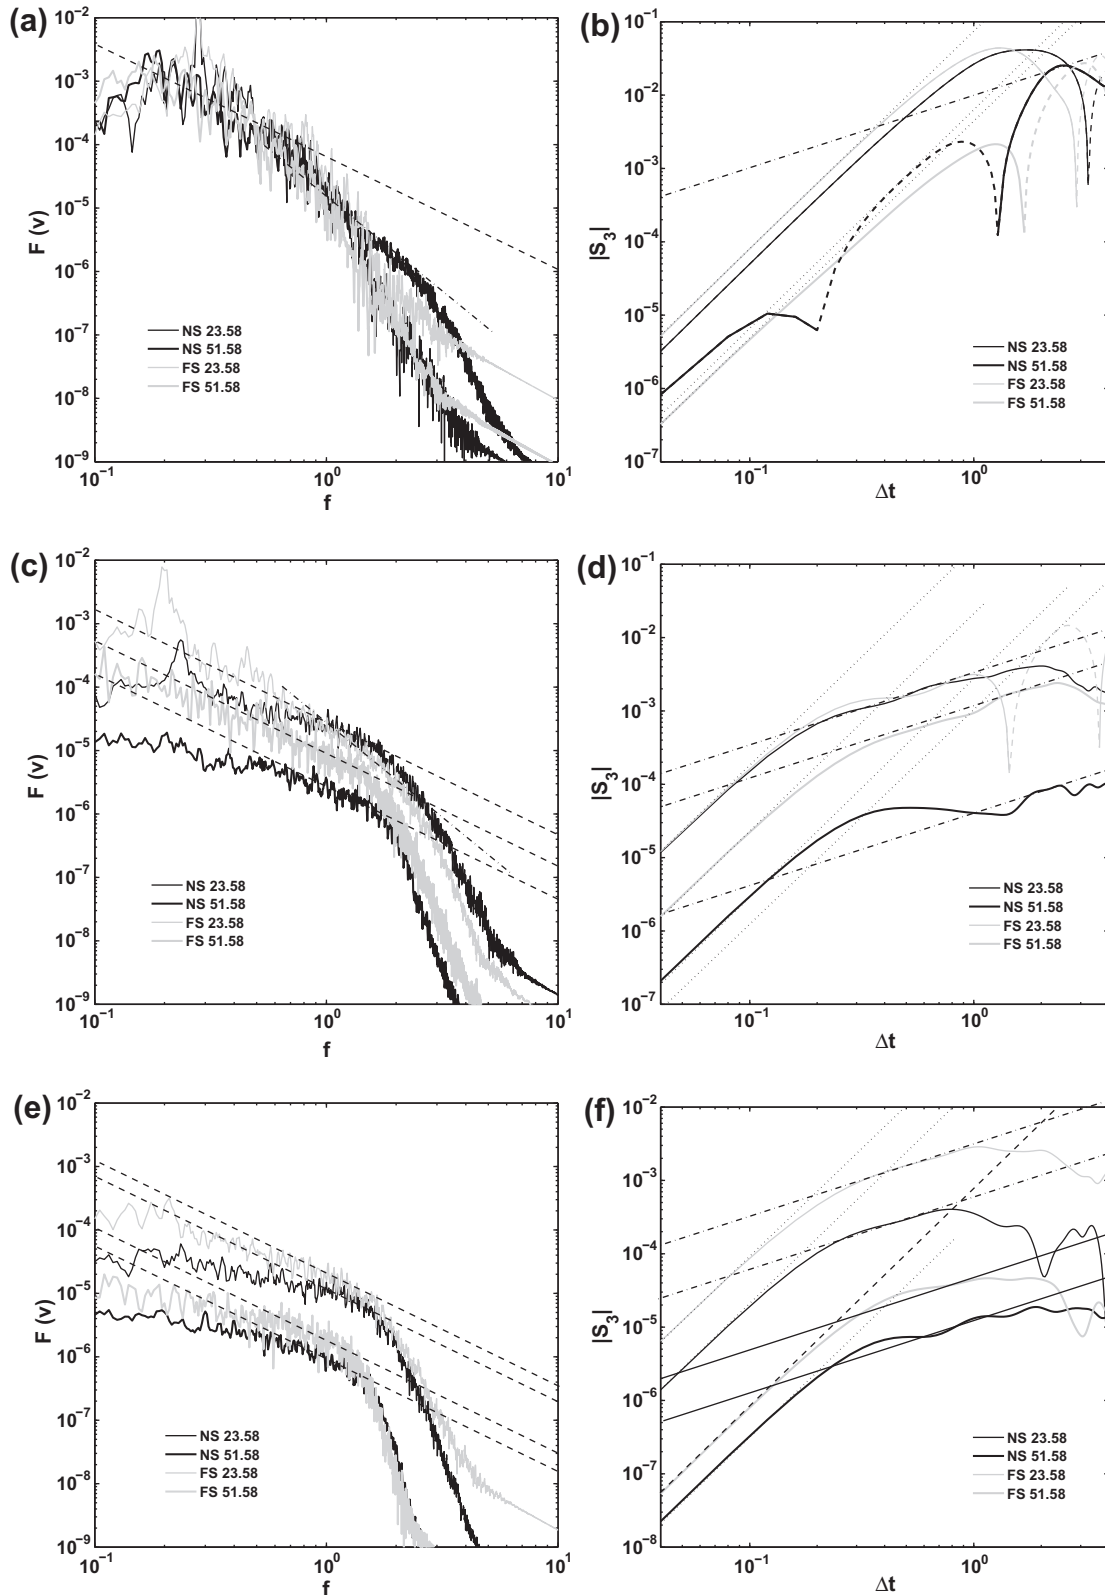 (a)
10⁻²
10⁻³
10⁻⁴
10⁻⁵
10⁻⁶
10⁻⁷
10⁻⁸
10⁻⁹
F (v)
NS 23.58
NS 51.58
FS 23.58
FS 51.58
10⁻¹ 10⁰ 10¹
f
(b)
10⁻¹
10⁻²
10⁻³
10⁻⁴
10⁻⁵
10⁻⁶
10⁻⁷
|S₃|
NS 23.58
NS 51.58
FS 23.58
FS 51.58
10⁻¹ 10⁰
Δt
(c)
10⁻²
10⁻³
10⁻⁴
10⁻⁵
10⁻⁶
10⁻⁷
10⁻⁸
10⁻⁹
F (v)
NS 23.58
NS 51.58
FS 23.58
FS 51.58
10⁻¹ 10⁰ 10¹
f
(d)
10⁻¹
10⁻²
10⁻³
10⁻⁴
10⁻⁵
10⁻⁶
10⁻⁷
|S₃|
NS 23.58
NS 51.58
FS 23.58
FS 51.58
10⁻¹ 10⁰
Δt
(e)
10⁻²
10⁻³
10⁻⁴
10⁻⁵
10⁻⁶
10⁻⁷
10⁻⁸
10⁻⁹
F (v)
NS 23.58
NS 51.58
FS 23.58
FS 51.58
10⁻¹ 10⁰ 10¹
f
(f)
10⁻²
10⁻³
10⁻⁴
10⁻⁵
10⁻⁶
10⁻⁷
10⁻⁸
|S₃|
NS 23.58
NS 51.58
FS 23.58
FS 51.58
10⁻¹ 10⁰
Δt